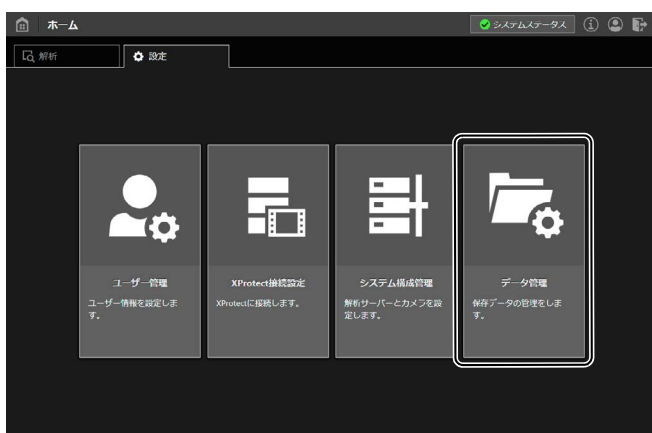 ホーム
システムステータス
解析
設定
ユーザー管理
ユーザー情報を設定しま
す。
XProtect接続設定
XProtectに接続します。
システム構成管理
解析サーバーとカメラを設
定します。
データ管理
保存データの管理をしま
す。